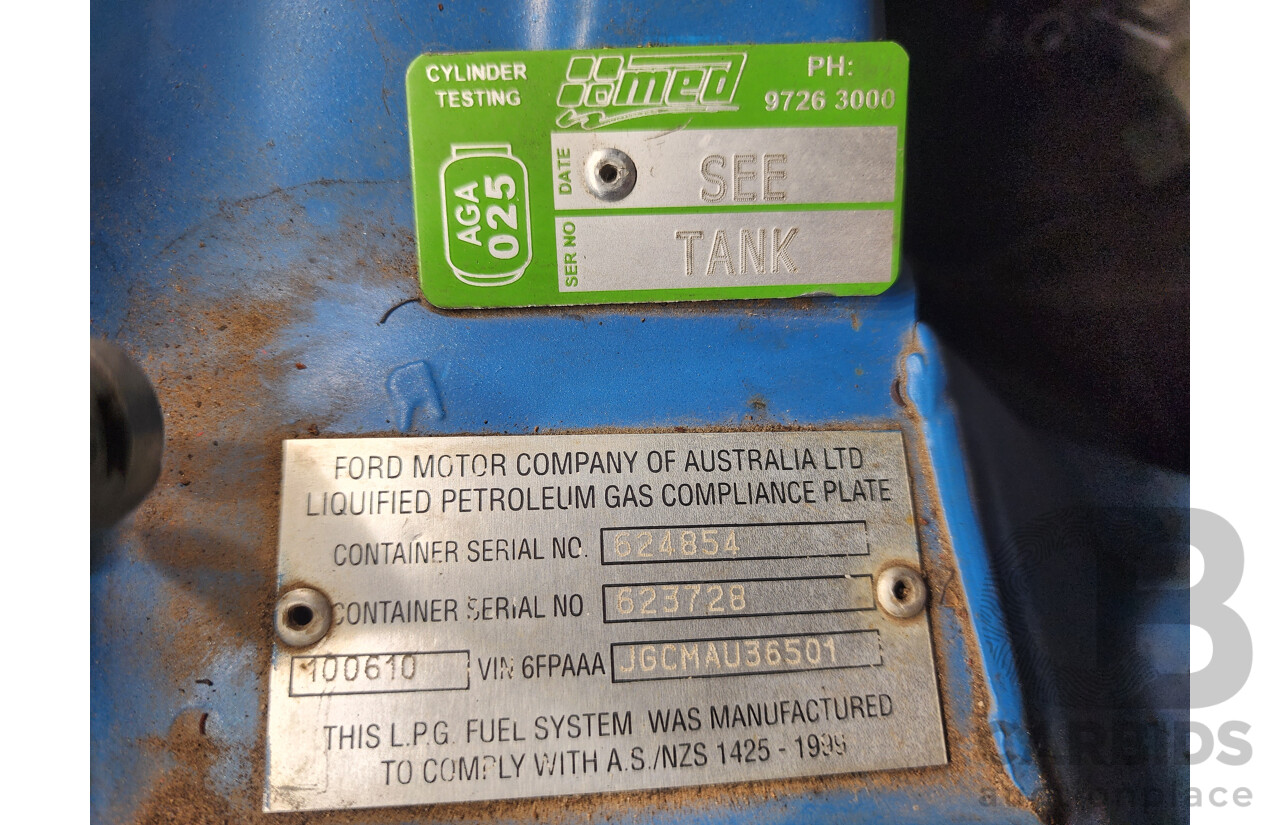 CYLINDER
TESTING
med
PH:
9726 3000
AGA
025
DATE
SEE
SER NO
TANK
FORD MOTOR COMPANY OF AUSTRALIA LTD
LIQUIFIED PETROLEUM GAS COMPLIANCE PLATE
CONTAINER SERIAL NO. 624854
CONTAINER SERIAL NO 623728
100610 VIN 6FPAAA JGCMAU36501
THIS L.P.G. FUEL SYSTEM WAS MANUFACTURED
TO COMPLY WITH A.S./NZS 1425 - 1999
CARBIDS
auctionplace